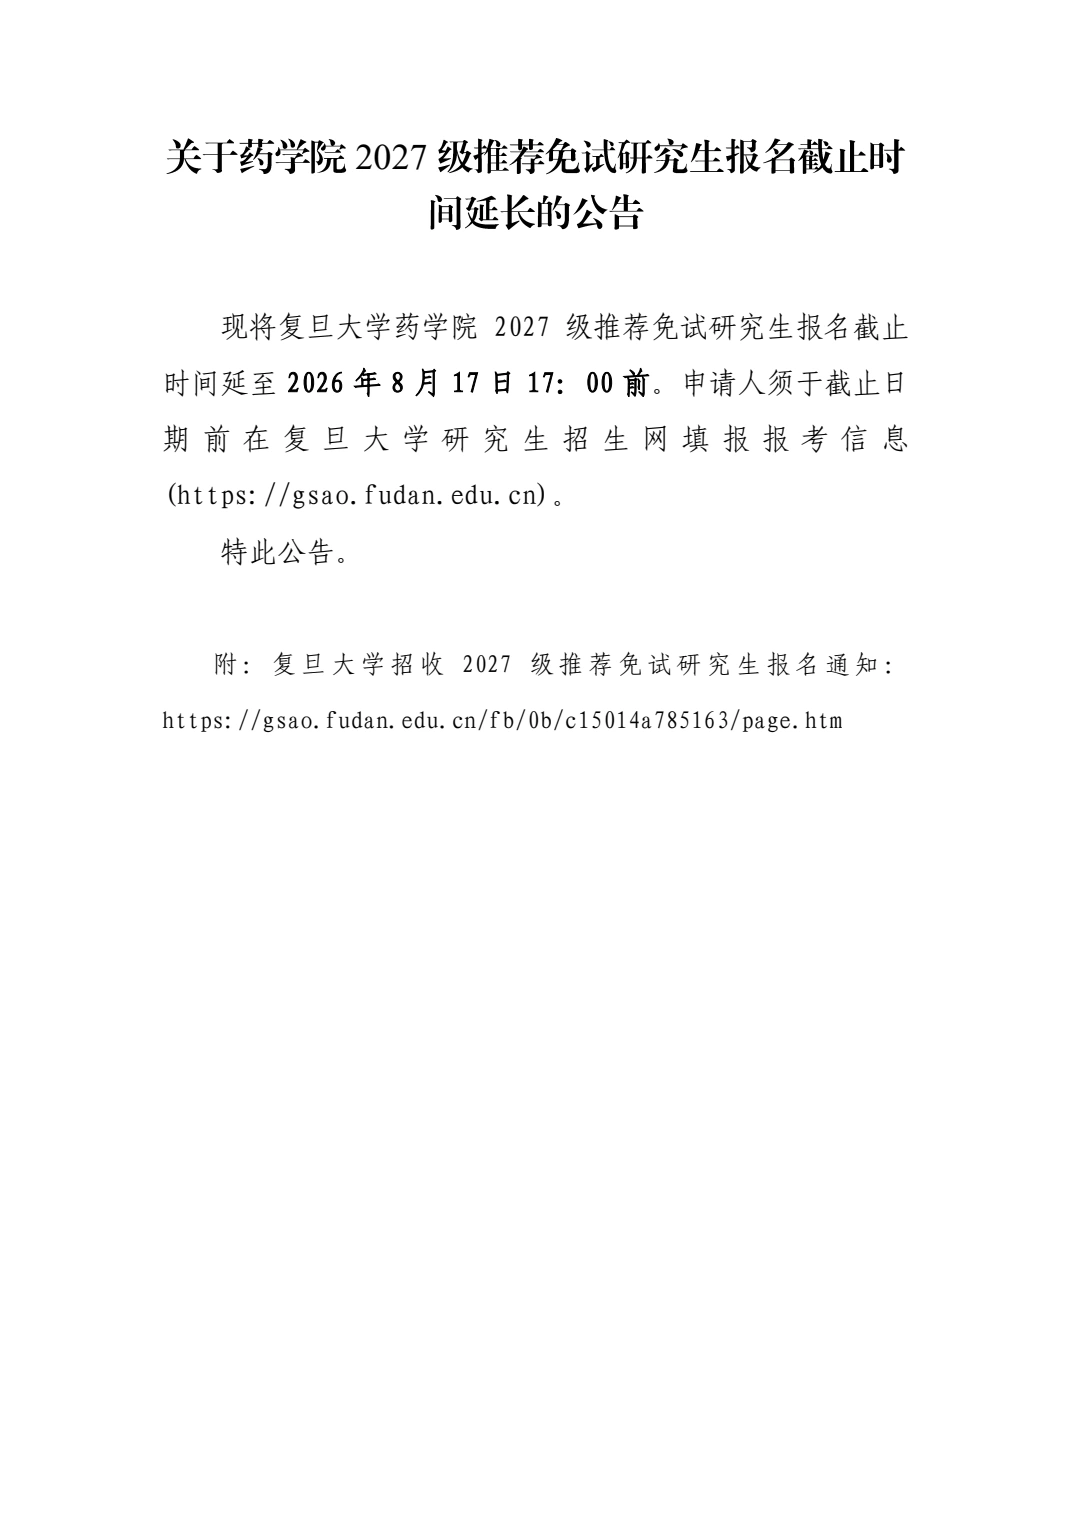 关于药学院 2027 级推荐免试研究生报名截止时
间延长的公告
现将复旦大学药学院 2027 级推荐免试研究生报名截止
时间延至 2026 年 8 月 17 日 17：00 前。申请人须于截止日
期前在复旦大学研究生招生网填报报考信息
(https://gsao.fudan.edu.cn)。
特此公告。
附：复旦大学招收 2027 级推荐免试研究生报名通知：
https://gsao.fudan.edu.cn/fb/0b/c15014a785163/page.htm